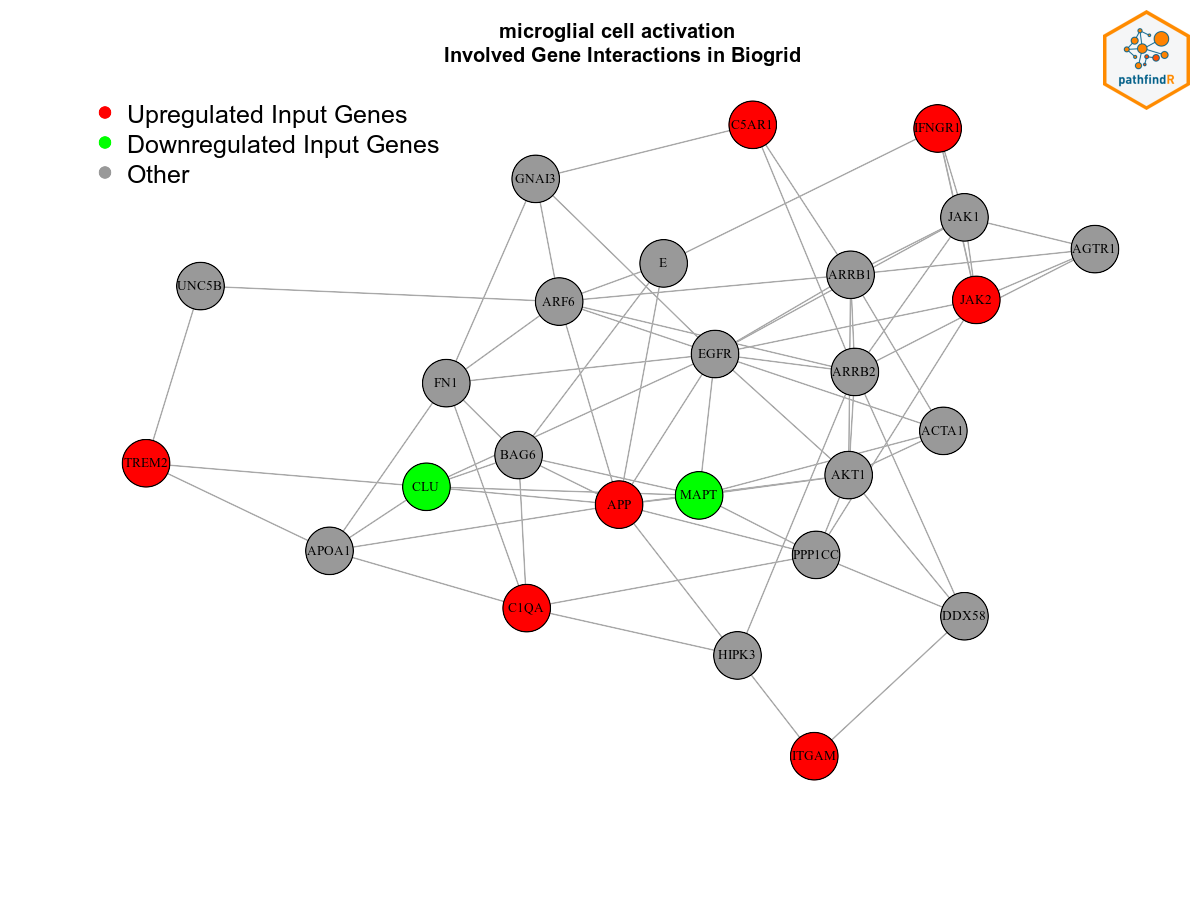 microglial cell activation
Involved Gene Interactions in Biogrid
pathfindR
Upregulated Input Genes
Downregulated Input Genes
Other
C5AR1
IFNGR1
GNAI3
JAK1
AGTR1
E
ARRB1
UNC5B
ARF6
JAK2
EGFR
ARRB2
FN1
ACTA1
BAG6
TREM2
AKT1
CLU
MAPT
APP
APOA1
PPP1CC
C1QA
DDX58
HIPK3
ITGAM